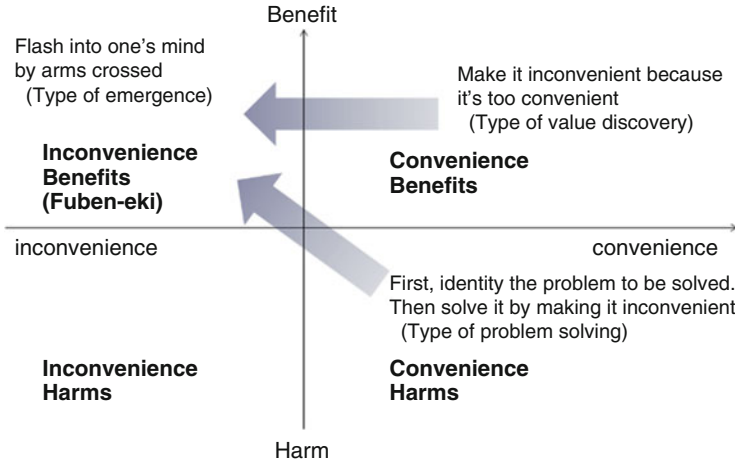 Benefit
Flash into one's mind
by arms crossed
(Type of emergence)
Make it inconvenient because
it's too convenient
(Type of value discovery)
Inconvenience
Benefits
(Fuben-eki)
Convenience
Benefits
inconvenience
convenience
First, identity the problem to be solved.
Then solve it by making it inconvenient
(Type of problem solving)
Inconvenience
Harms
Convenience
Harms
Harm